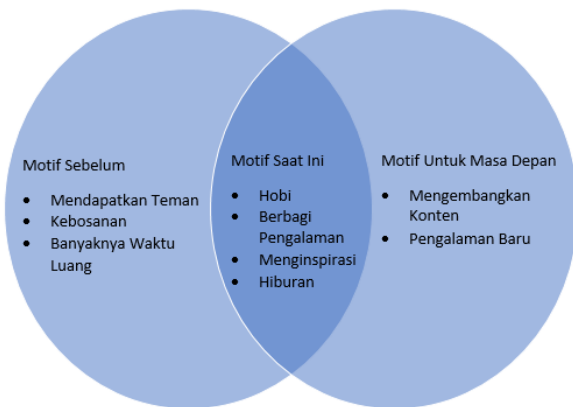 Motif Sebelum
• Mendapatkan Teman
• Kebosanan
• Banyaknya Waktu
Luang
Motif Saat Ini
• Hobi
• Berbagi
Pengalaman
• Menginspirasi
• Hiburan
Motif Untuk Masa Depan
• Mengembangkan
Konten
• Pengalaman Baru